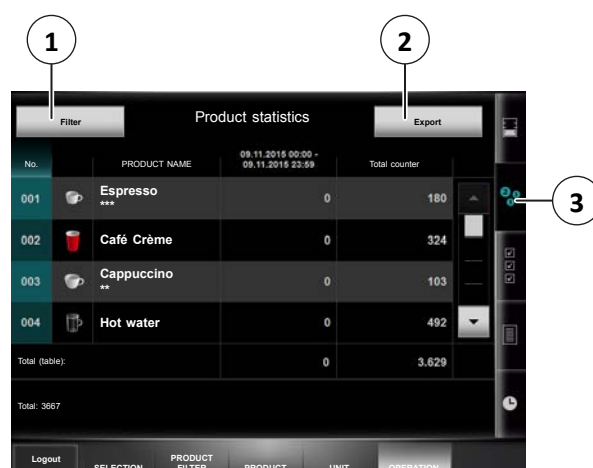 1
2
Filter
Product statistics
Export
No.
PRODUCT NAME
09.11.2015 00:00 -
09.11.2015 23:59
Total counter
001
Espresso
***
0
180
3
002
Café Crème
0
324
003
Cappuccino
**
0
103
004
Hot water
0
492
Total (table):
0
3.629
Total: 3667
Logout
SELECTION
PRODUCT
FILTER
PRODUCT
UNIT
OPERATION